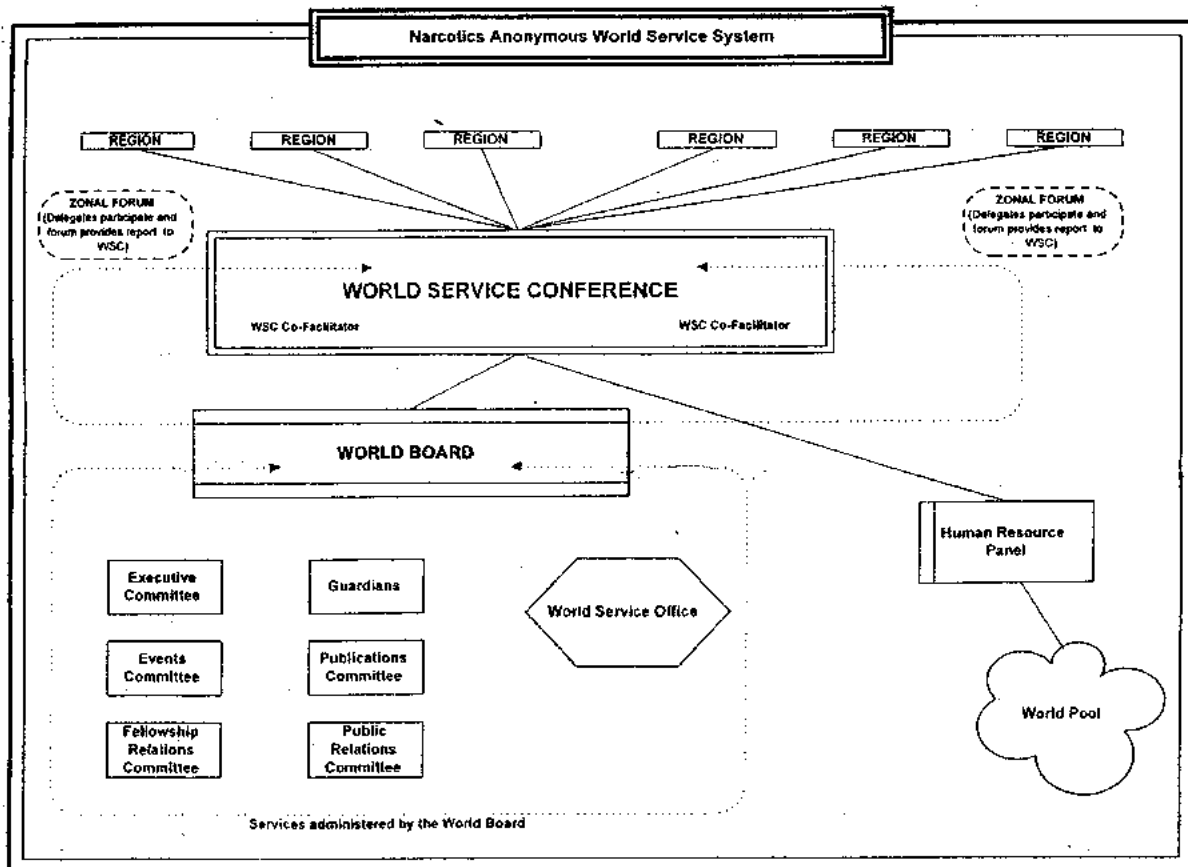 Narcotics Anonymous World Service System
REGION
REGION
REGION
REGION
REGION
REGION
ZONAL FORUM
(Delegates participate and
forum provides report to
WSC)
ZONAL FORUM
(Delegates participate and
forum provides report to
WSC)
WORLD SERVICE CONFERENCE
WSC Co-Facilitator
WSC Co-Facilitator
WORLD BOARD
Human Resource
Panel
Executive
Committee
Guardians
World Service Office
Events
Committee
Publications
Committee
World Pool
Fellowship
Relations
Committee
Public
Relations
Committee
Services administered by the World Board